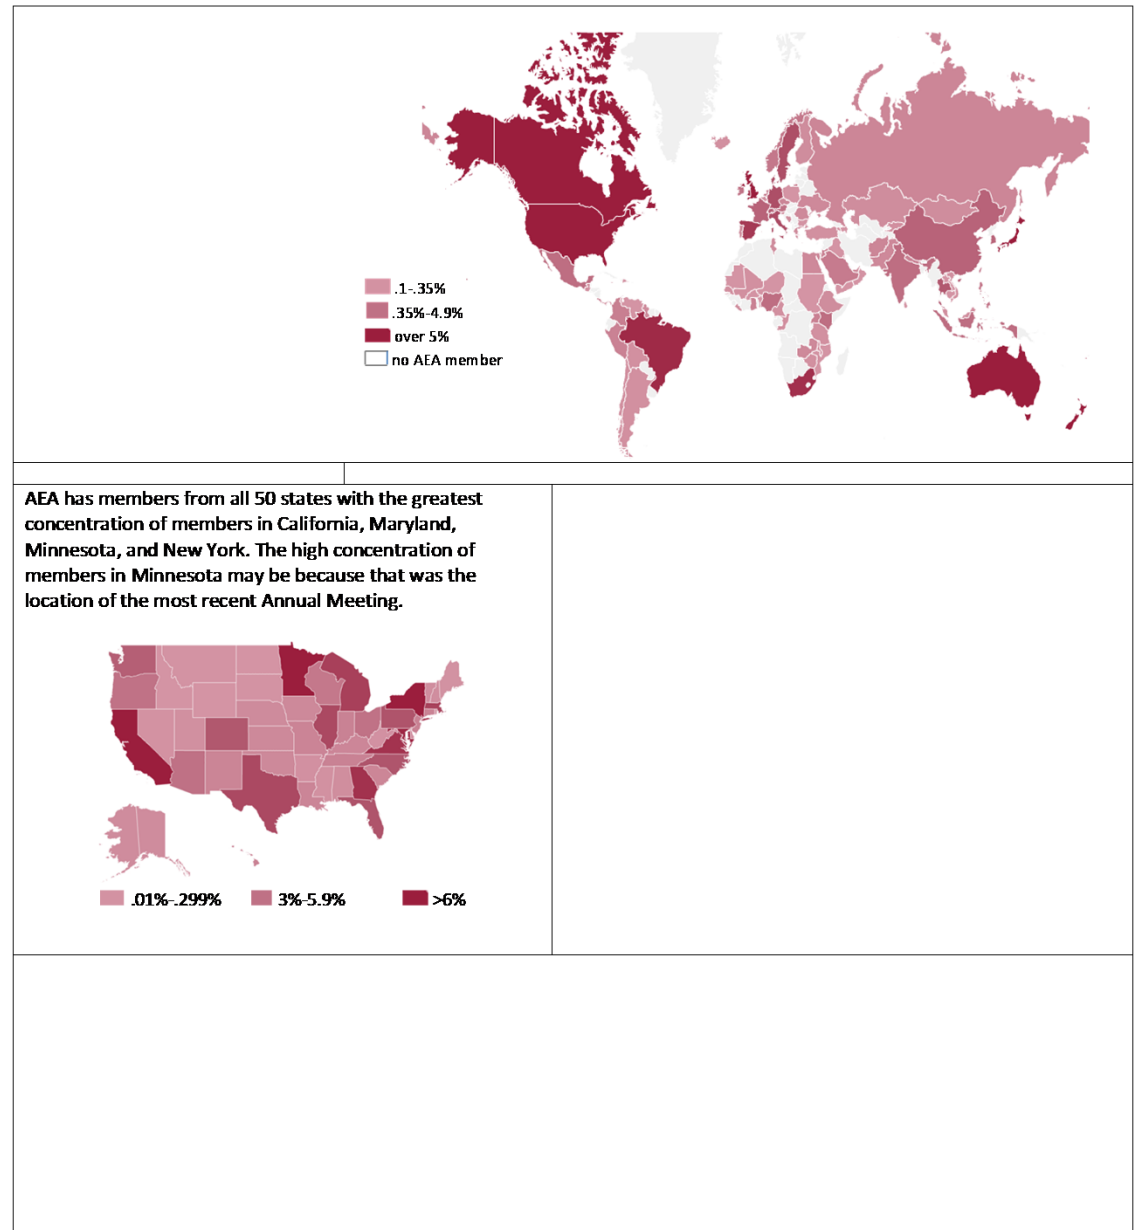 .1-.35%
.35%-4.9%
over 5%
no AEA member
AEA has members from all 50 states with the greatest
concentration of members in California, Maryland,
Minnesota, and New York. The high concentration of
members in Minnesota may be because that was the
location of the most recent Annual Meeting.
.01%-.299% 3%-5.9% >6%